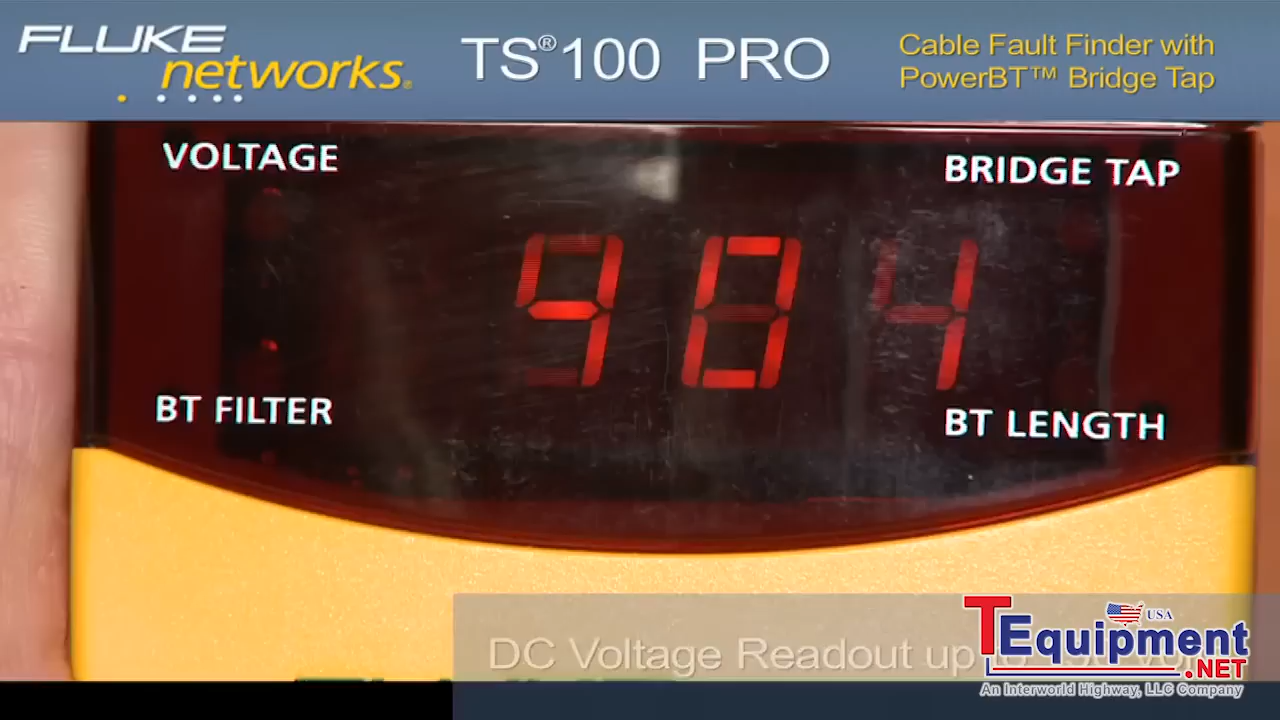 FLUKE
networks®
TS®100 PRO
Cable Fault Finder with
PowerBT™ Bridge Tap
VOLTAGE
BRIDGE TAP
984
BT FILTER
BT LENGTH
DC Voltage Readout up
TEquipment
USA
.NET
An Interworld Highway, LLC Company